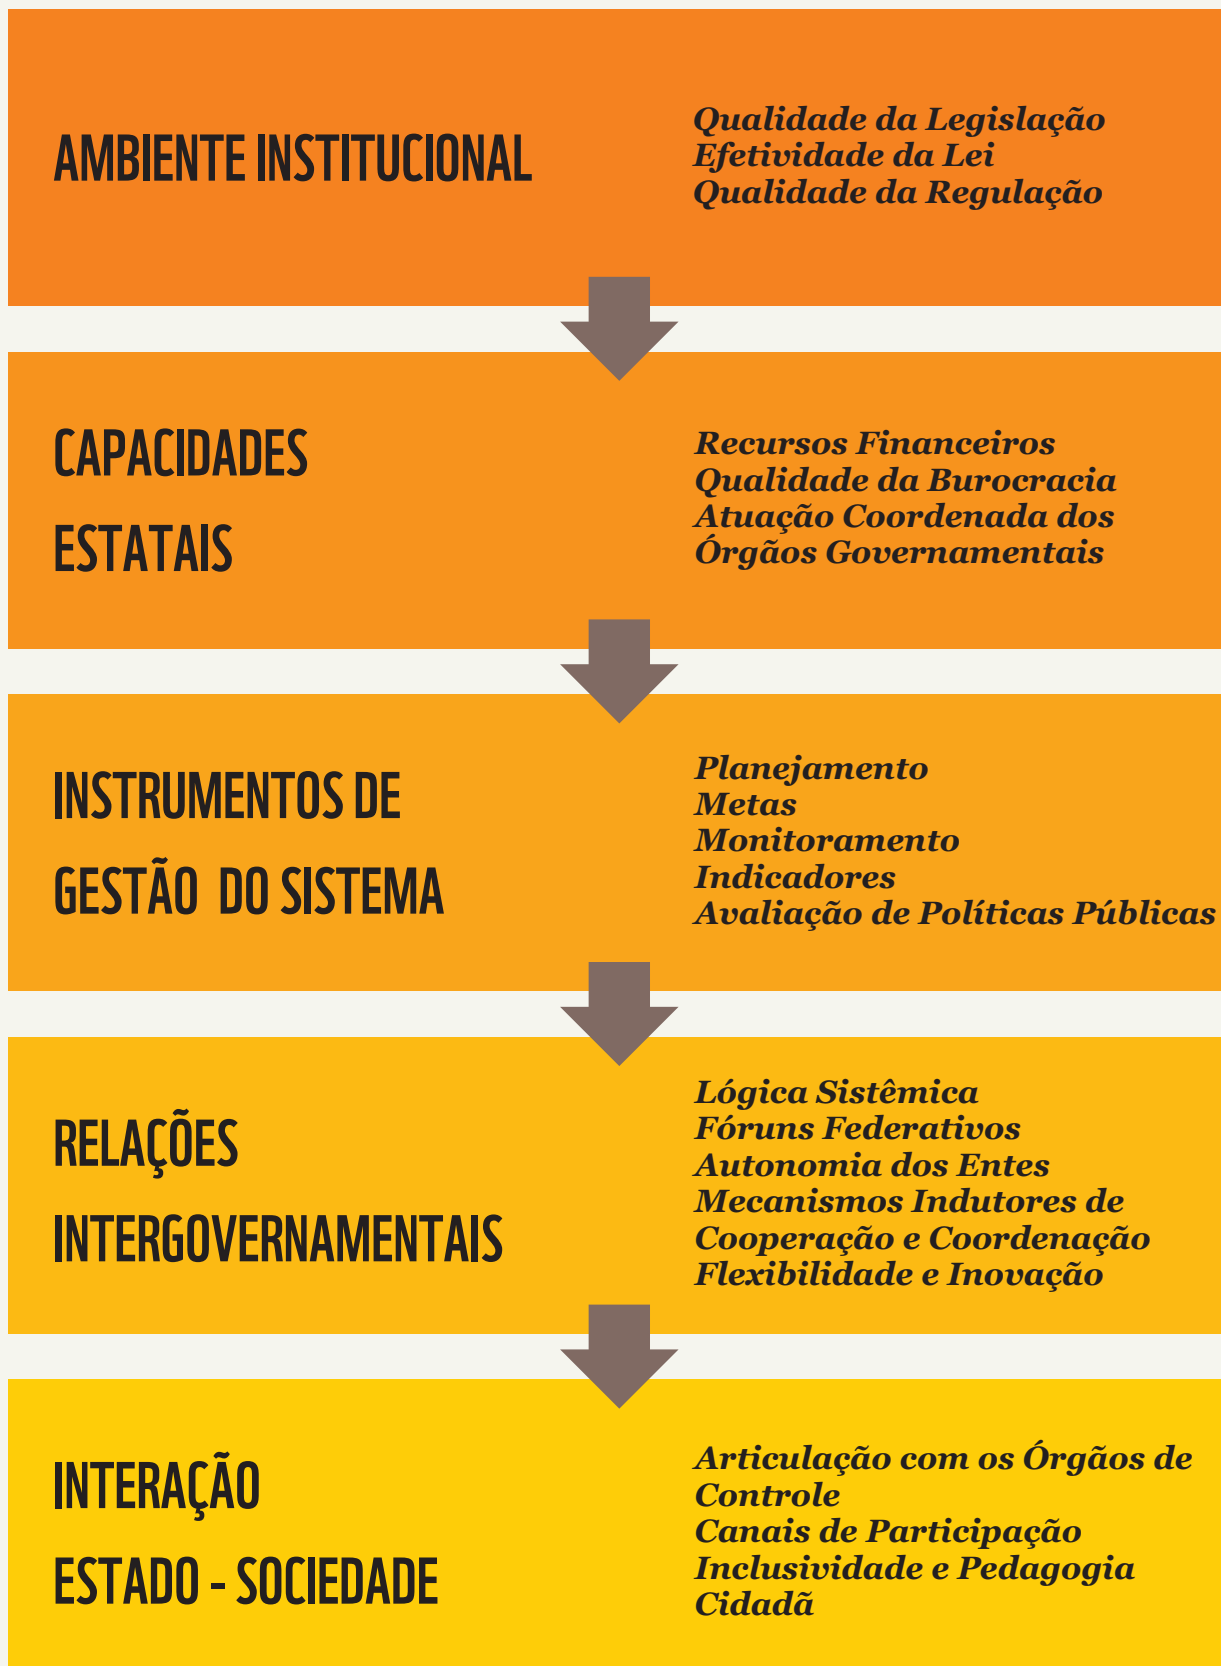 AMBIENTE INSTITUCIONAL
Qualidade da Legislação
Efetividade da Lei
Qualidade da Regulação
CAPACIDADES
ESTATAIS
Recursos Financeiros
Qualidade da Burocracia
Atuação Coordenada dos
Órgãos Governamentais
INSTRUMENTOS DE
GESTÃO DO SISTEMA
Planejamento
Metas
Monitoramento
Indicadores
Avaliação de Políticas Públicas
RELAÇÕES
INTERGOVERNAMENTAIS
Lógica Sistêmica
Fóruns Federativos
Autonomia dos Entes
Mecanismos Indutores de
Cooperação e Coordenação
Flexibilidade e Inovação
INTERAÇÃO
ESTADO - SOCIEDADE
Articulação com os Órgãos de
Controle
Canais de Participação
Inclusividade e Pedagogia
Cidadã